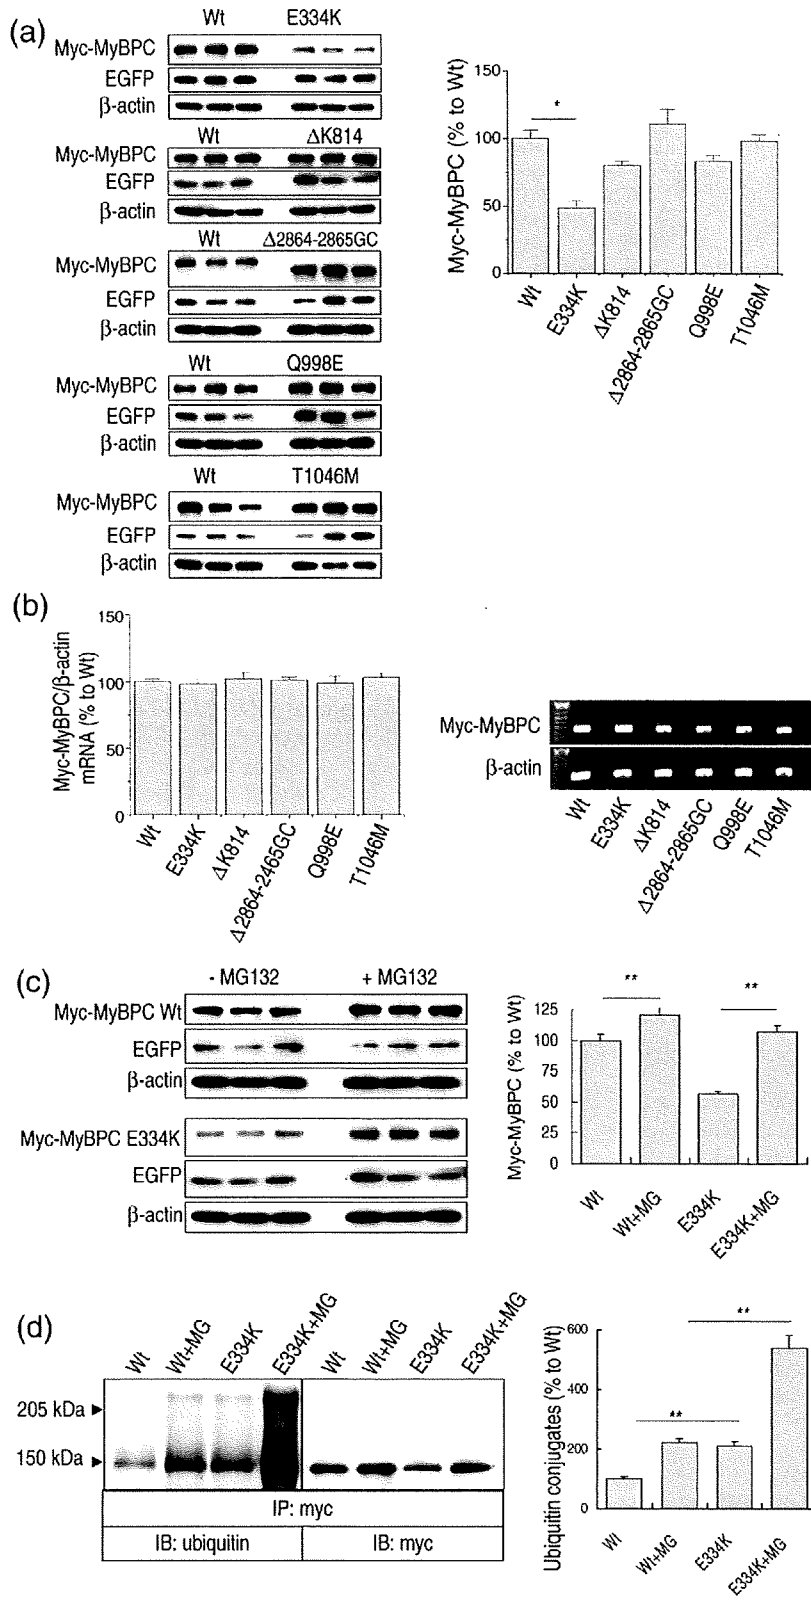 (a)
Wt E334K
Myc-MyBPC
EGFP
β-actin
Wt ΔK814
Myc-MyBPC
EGFP
β-actin
Wt Δ2864-2865GC
Myc-MyBPC
EGFP
β-actin
Wt Q998E
Myc-MyBPC
EGFP
β-actin
Wt T1046M
Myc-MyBPC
EGFP
β-actin
Myc-MyBPC (% to Wt)
150
100
50
0
*
Wt E334K ΔK814 Δ2864-2865GC Q998E T1046M
(b)
Myc-MyBPC/β-actin
mRNA (% to Wt)
150
100
50
0
Wt E334K ΔK814 Δ2864-2465GC Q998E T1046M
Myc-MyBPC
β-actin
Wt E334K ΔK814 Δ2864-2865GC Q998E T1046M
(c)
- MG132 + MG132
Myc-MyBPC Wt
EGFP
β-actin
Myc-MyBPC E334K
EGFP
β-actin
Myc-MyBPC (% to Wt)
125
100
75
50
25
0
** **
Wt Wt+MG E334K E334K+MG
(d)
Wt Wt+MG E334K E334K+MG Wt Wt+MG E334K E334K+MG
205 kDa
150 kDa
IP: myc
IB: ubiquitin IB: myc
Ubiquitin conjugates (% to Wt)
600
400
200
0
**
**
Wt Wt+MG E334K E334K+MG